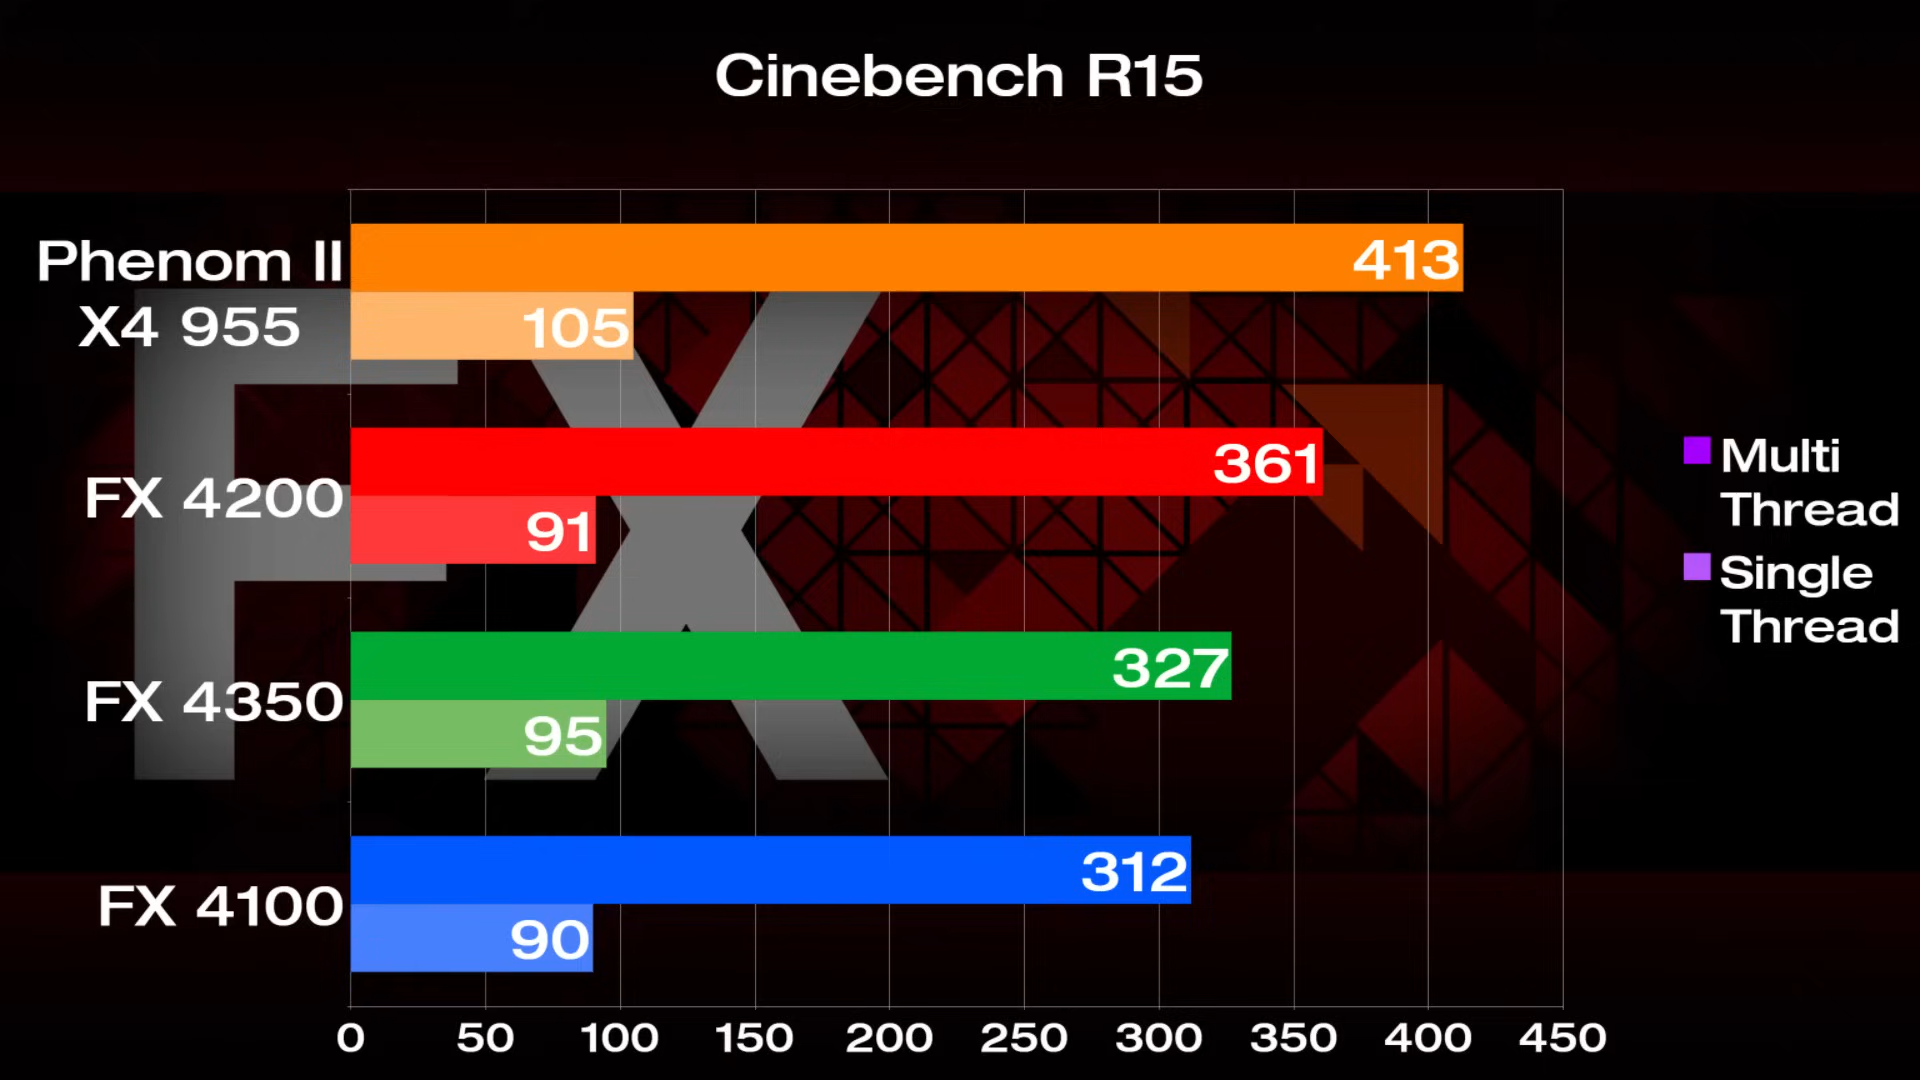 Cinebench R15
Phenom II
X4 955
413
105
FX 4200
361
91
FX 4350
327
95
FX 4100
312
90
0 50 100 150 200 250 300 350 400 450
Multi
Thread
Single
Thread
FX